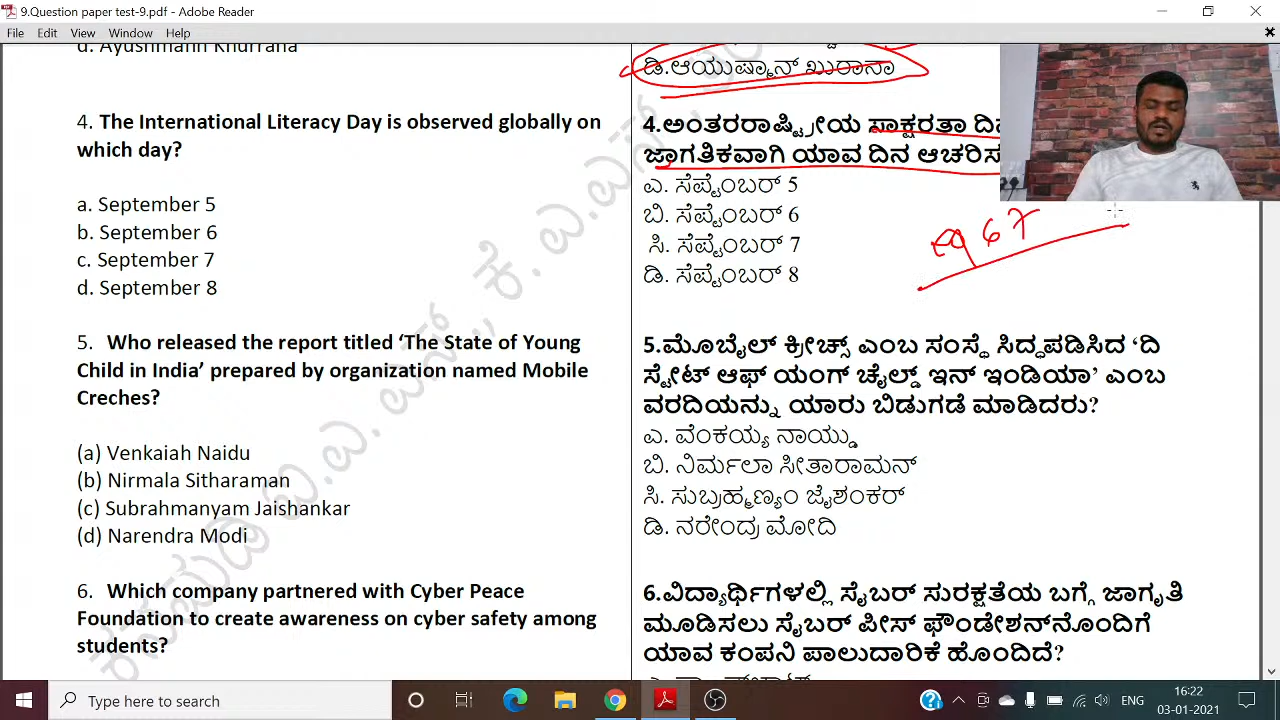 9.Question paper test-9.pdf - Adobe Reader
File Edit View Window Help
d. Ayushmann Khurrana
4. The International Literacy Day is observed globally on
which day?
a. September 5
b. September 6
c. September 7
d. September 8
5. Who released the report titled ‘The State of Young
Child in India’ prepared by organization named Mobile
Creches?
(a) Venkaiah Naidu
(b) Nirmala Sitharaman
(c) Subrahmanyam Jaishankar
(d) Narendra Modi
6. Which company partnered with Cyber Peace
Foundation to create awareness on cyber safety among
students?
ಡಿ.ಆಯುಷ್ಮಾನ್ ಖುರಾನಾ
4.ಅಂತರರಾಷ್ಟ್ರೀಯ ಸಾಕ್ಷರತಾ ದಿನ
ಜಾಗತಿಕವಾಗಿ ಯಾವ ದಿನ ಆಚರಿಸ
ಎ. ಸೆಪ್ಟೆಂಬರ್ 5
ಬಿ. ಸೆಪ್ಟೆಂಬರ್ 6
ಸಿ. ಸೆಪ್ಟೆಂಬರ್ 7
ಡಿ. ಸೆಪ್ಟೆಂಬರ್ 8
67
5.ಮೊಬೈಲ್ ಕ್ರೀಚ್ಸ್ ಎಂಬ ಸಂಸ್ಥೆ ಸಿದ್ಧಪಡಿಸಿದ ‘ದಿ
ಸ್ಟೇಟ್ ಆಫ್ ಯಂಗ್ ಚೈಲ್ಡ್ ಇನ್ ಇಂಡಿಯಾ’ ಎಂಬ
ವರದಿಯನ್ನು ಯಾರು ಬಿಡುಗಡೆ ಮಾಡಿದರು?
ಎ. ವೆಂಕಯ್ಯ ನಾಯ್ಡು
ಬಿ. ನಿರ್ಮಲಾ ಸೀತಾರಾಮನ್
ಸಿ. ಸುಬ್ರಹ್ಮಣ್ಯಂ ಜೈಶಂಕರ್
ಡಿ. ನರೇಂದ್ರ ಮೋದಿ
6.ವಿದ್ಯಾರ್ಥಿಗಳಲ್ಲಿ ಸೈಬರ್ ಸುರಕ್ಷತೆಯ ಬಗ್ಗೆ ಜಾಗೃತಿ
ಮೂಡಿಸಲು ಸೈಬರ್ ಪೀಸ್ ಫೌಂಡೇಶನ್‌ನೊಂದಿಗೆ
ಯಾವ ಕಂಪನಿ ಪಾಲುದಾರಿಕೆ ಹೊಂದಿದೆ?
Type here to search
ENG
16:22
03-01-2021